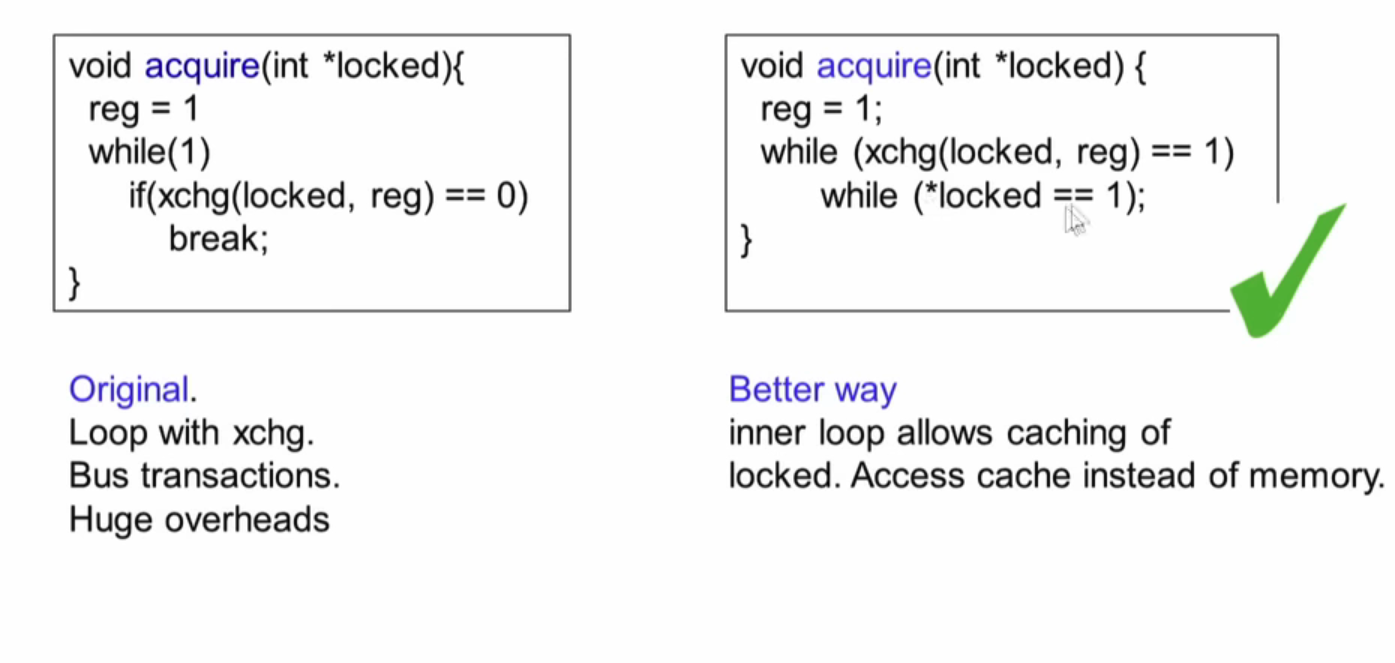 void acquire(int *locked){
reg = 1
while(1)
if(xchg(locked, reg) == 0)
break;
}
Original.
Loop with xchg.
Bus transactions.
Huge overheads
void acquire(int *locked) {
reg = 1;
while (xchg(locked, reg) == 1)
while (*locked == 1);
}
Better way
inner loop allows caching of
locked. Access cache instead of memory.